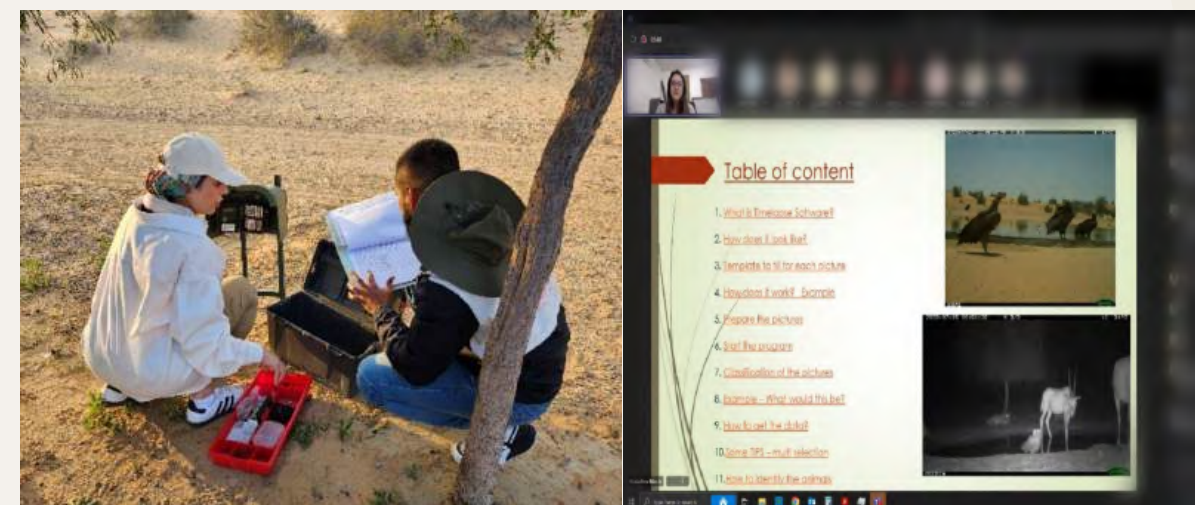 Table of content
1. What is Timelapse Software?
2. How does it look like?
3. Template to fill for each picture
4. How does it work? Example
5. Prepare the pictures
6. Start the program
7. Classification of the pictures
8. Example – What would this be?
9. How to get the data?
10. Some TIPS – multi selection
11. How to identify the animals